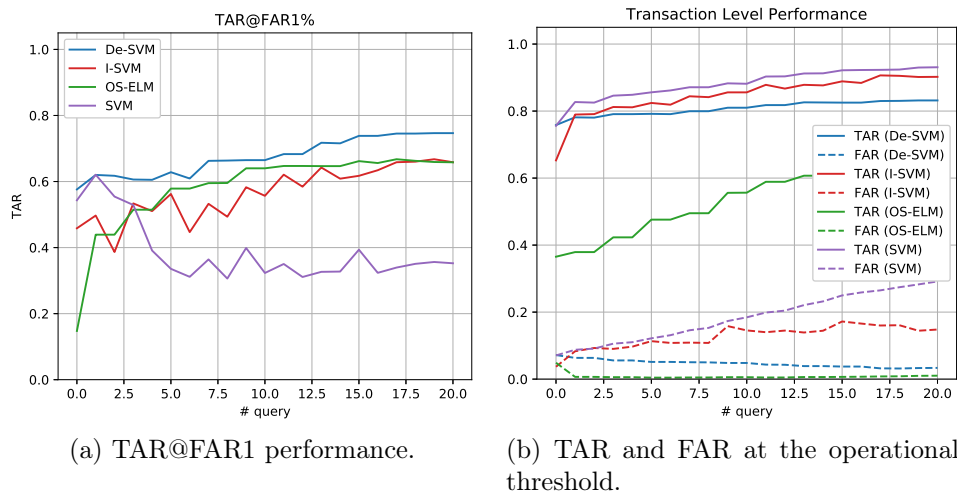 TAR@FAR1%
De-SVM
I-SVM
OS-ELM
SVM
TAR
1.0
0.8
0.6
0.4
0.2
0.0
0.0 2.5 5.0 7.5 10.0 12.5 15.0 17.5 20.0
# query
(a) TAR@FAR1 performance.
Transaction Level Performance
1.0
0.8
0.6
0.4
0.2
0.0
TAR (De-SVM)
FAR (De-SVM)
TAR (I-SVM)
FAR (I-SVM)
TAR (OS-ELM)
FAR (OS-ELM)
TAR (SVM)
FAR (SVM)
0.0 2.5 5.0 7.5 10.0 12.5 15.0 17.5 20.0
# query
(b) TAR and FAR at the operational
threshold.